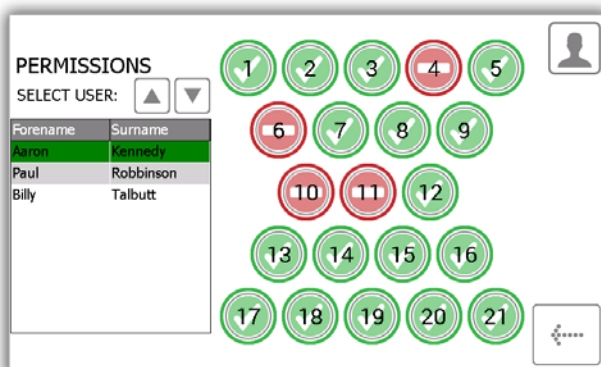 PERMISSIONS
SELECT USER:
Forename Surname
Aaron Kennedy
Paul Robbinson
Billy Talbutt
1 2 3 4 5
6 7 8 9
10 11 12
13 14 15 16
17 18 19 20 21